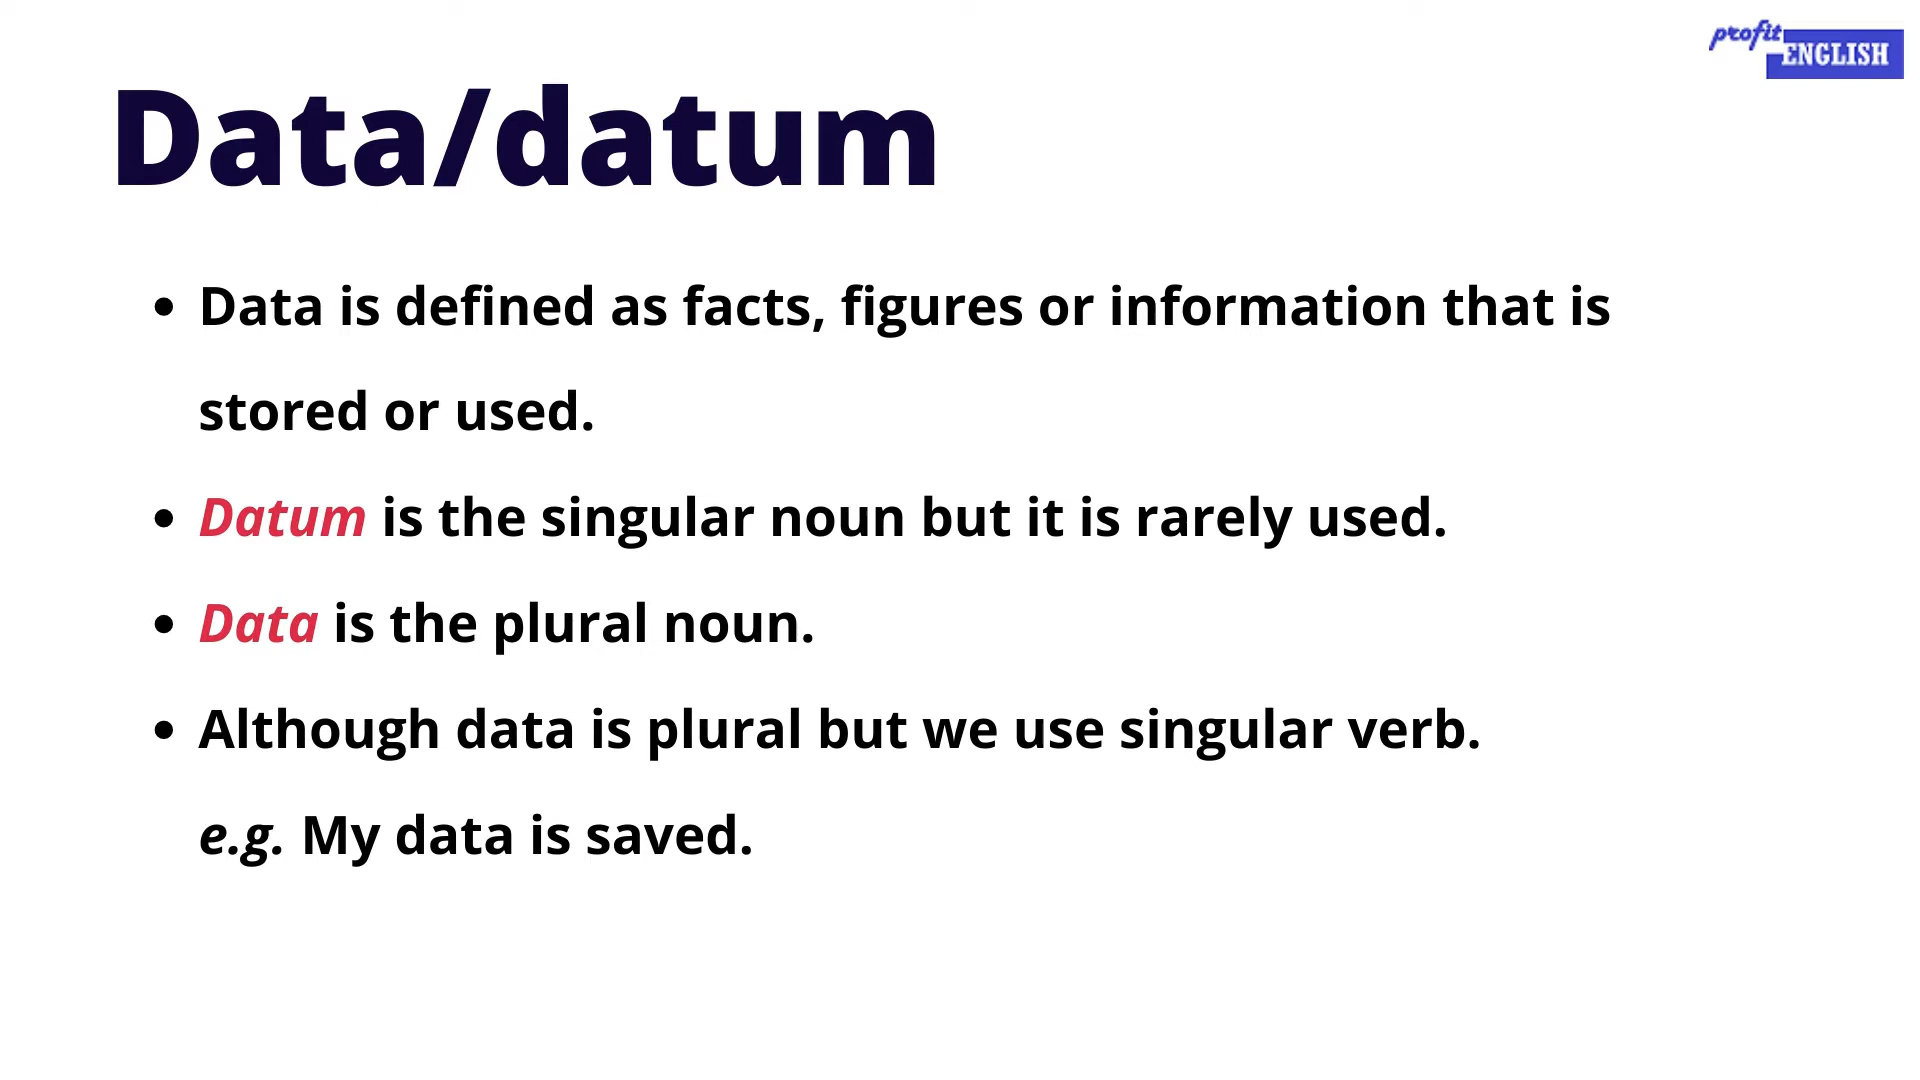 profit
ENGLISH
Data/datum
• Data is defined as facts, figures or information that is
stored or used.
• Datum is the singular noun but it is rarely used.
• Data is the plural noun.
• Although data is plural but we use singular verb.
e.g. My data is saved.